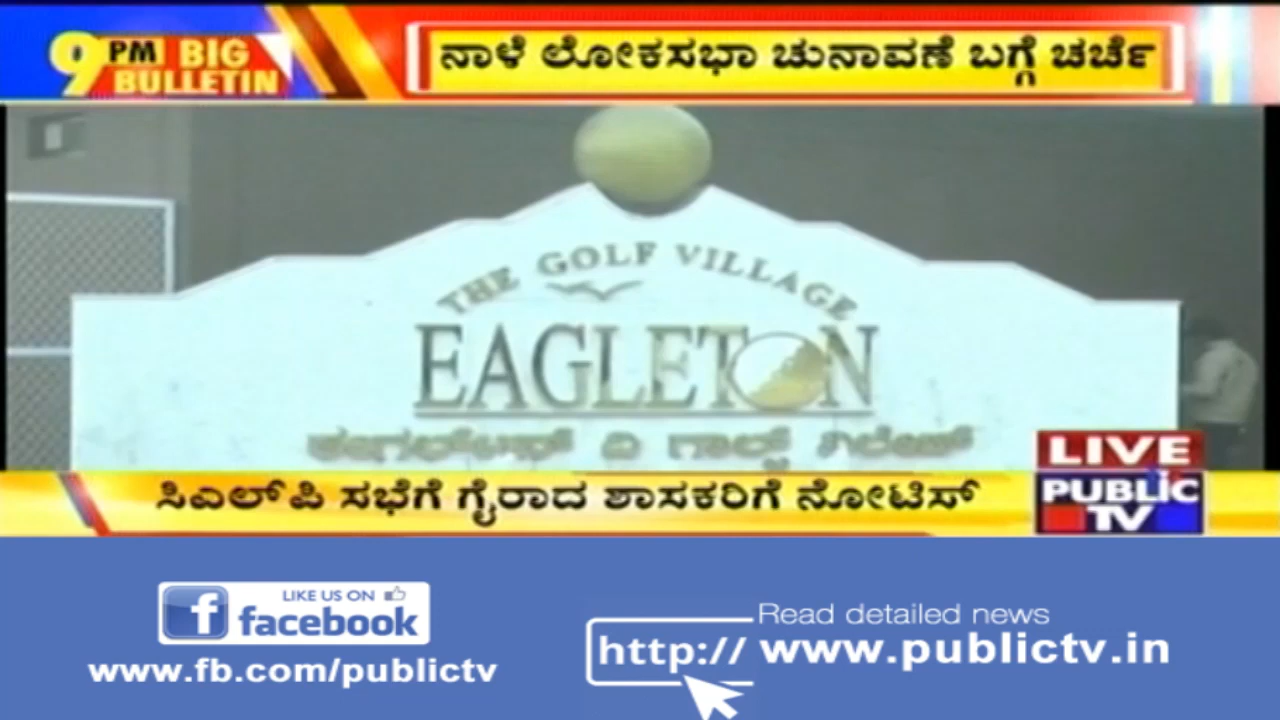 9 PM BIG
BULLETIN
ನಾಳೆ ಲೋಕಸಭಾ ಚುನಾವಣೆ ಬಗ್ಗೆ ಚರ್ಚೆ
THE GOLF VILLAGE
EAGLETON
ದಿ ಗಾಲ್ಫ್ ವಿಲೇಜ್
ಸಿಎಲ್‌ಪಿ ಸಭೆಗೆ ಗೈರಾದ ಶಾಸಕರಿಗೆ ನೋಟಿಸ್
LIVE
PUBLiC
TV
LIKE US ON
f facebook
www.fb.com/publictv
Read detailed news
http:// www.publictv.in